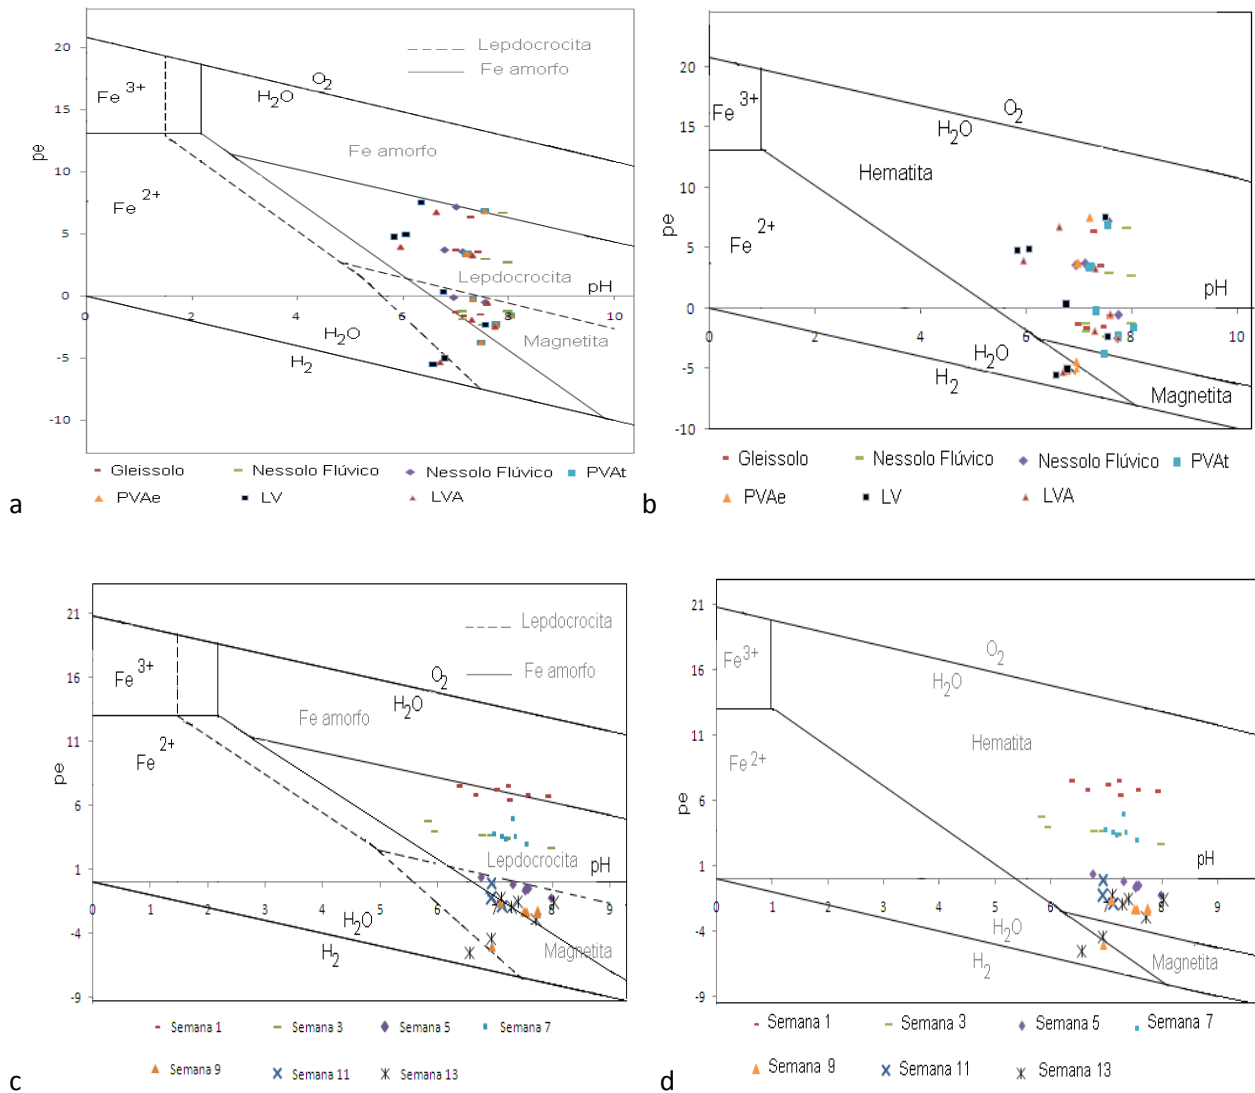 Lepdocrocita
Fe amorfo
20
15
10
5
0
-5
-10
pe
Fe 3+
Fe 2+
O2
H2O
Fe amorfo
Lepdocrocita
pH
Magnetita
H2O
H2
0 2 4 6 8 10
Gleissolo Nessolo Flúvico Nessolo Flúvico PVAt
PVAe LV LVA
a
20
15
10
5
0
-5
-10
pe
Fe 3+
Fe 2+
O2
H2O
Hematita
pH
H2O
H2
Magnetita
0 2 4 6 8 10
Gleissolo Nessolo Flúvico Nessolo Flúvico PVAt
PVAe LV LVA
b
Lepdocrocita
Fe amorfo
21
16
11
6
1
-4
-9
pe
Fe 3+
Fe 2+
O2
H2O
Fe amorfo
Lepdocrocita
pH
Magnetita
H2O
H2
0 1 2 3 4 5 6 7 8 9
Semana 1 Semana 3 Semana 5 Semana 7
Semana 9 Semana 11 Semana 13
c
21
16
11
6
1
-4
-9
pe
Fe 3+
Fe 2+
O2
H2O
Hematita
pH
H2O
H2
Magnetita
0 1 2 3 4 5 6 7 8 9
Semana 1 Semana 3 Semana 5 Semana 7
Semana 9 Semana 11 Semana 13
d